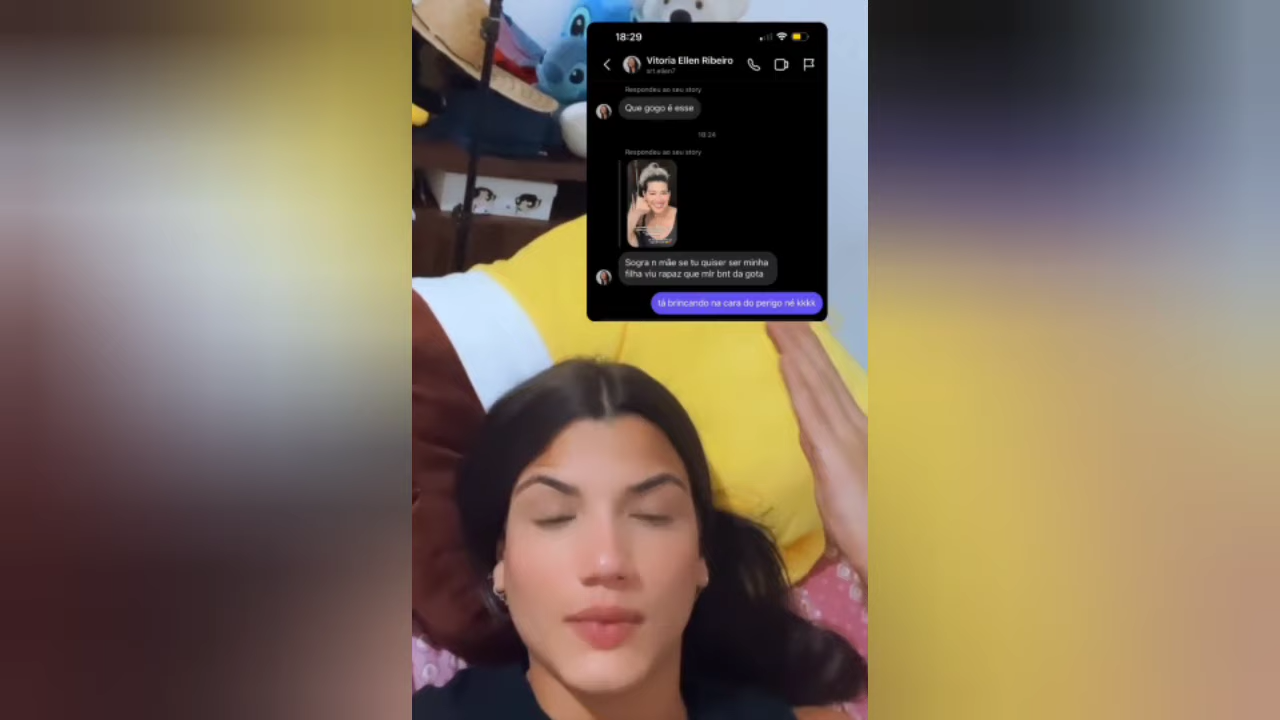 18:29
Vitoria Ellen Ribeiro
srt.ellen7
Respondeu ao seu story
Que gogo é esse
18:24
Respondeu ao seu story
Sogra n mãe se tu quiser ser minha
filha viu rapaz que mlr bnt da gota
tá brincando na cara do perigo né kkkk